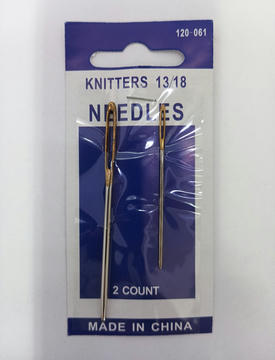 120-061
KNITTERS 13/18
NEEDLES
2 COUNT
MADE IN CHINA